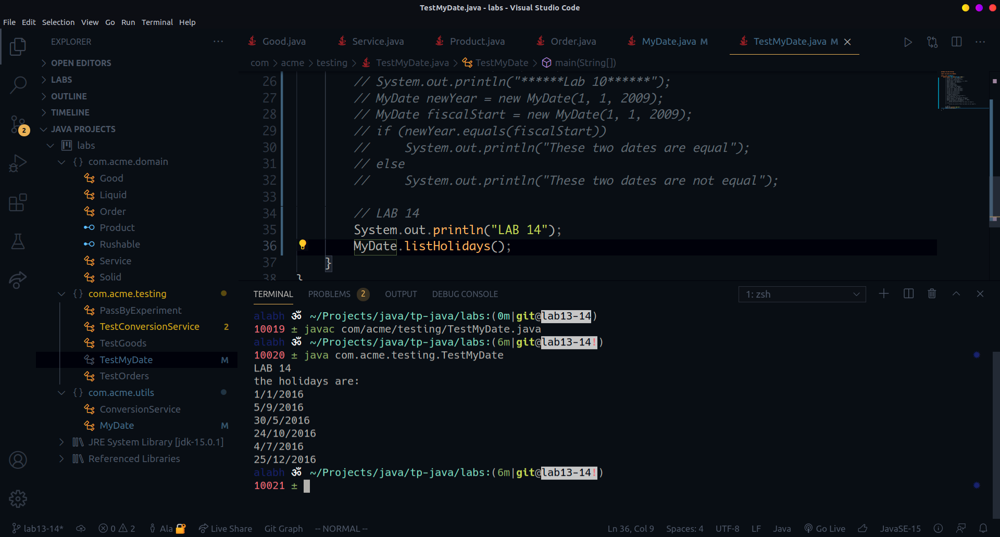 TestMyDate.java - labs - Visual Studio Code
File Edit Selection View Go Run Terminal Help
EXPLORER ···
OPEN EDITORS
LABS
OUTLINE
TIMELINE
JAVA PROJECTS
labs
{} com.acme.domain
Good
Liquid
Order
Product
Rushable
Service
Solid
{} com.acme.testing
PassByExperiment
TestConversionService 2
TestGoods
TestMyDate M
TestOrders
{} com.acme.utils
ConversionService
MyDate M
JRE System Library [jdk-15.0.1]
Referenced Libraries
2
Good.java Service.java Product.java Order.java MyDate.java M TestMyDate.java M
com > acme > testing > TestMyDate.java > TestMyDate > main(String[])
26 // System.out.println("******Lab 10******");
27 // MyDate newYear = new MyDate(1, 1, 2009);
28 // MyDate fiscalStart = new MyDate(1, 1, 2009);
29 // if (newYear.equals(fiscalStart))
30 //     System.out.println("These two dates are equal");
31 // else
32 //     System.out.println("These two dates are not equal");
33
34 // LAB 14
35 System.out.println("LAB 14");
36 MyDate.listHolidays();
37 }
38 }
TERMINAL PROBLEMS 2 OUTPUT DEBUG CONSOLE 1: zsh
alabh ॐ ~/Projects/java/tp-java/labs:(0m|git@lab13-14)
10019 ± javac com/acme/testing/TestMyDate.java
alabh ॐ ~/Projects/java/tp-java/labs:(6m|git@lab13-14!)
10020 ± java com.acme.testing.TestMyDate
LAB 14
the holidays are:
1/1/2016
5/9/2016
30/5/2016
24/10/2016
4/7/2016
25/12/2016
alabh ॐ ~/Projects/java/tp-java/labs:(6m|git@lab13-14!)
10021 ±
lab13-14* 0 2 Ala Live Share Git Graph -- NORMAL -- Ln 36, Col 9 Spaces: 4 UTF-8 LF Java Go Live JavaSE-15